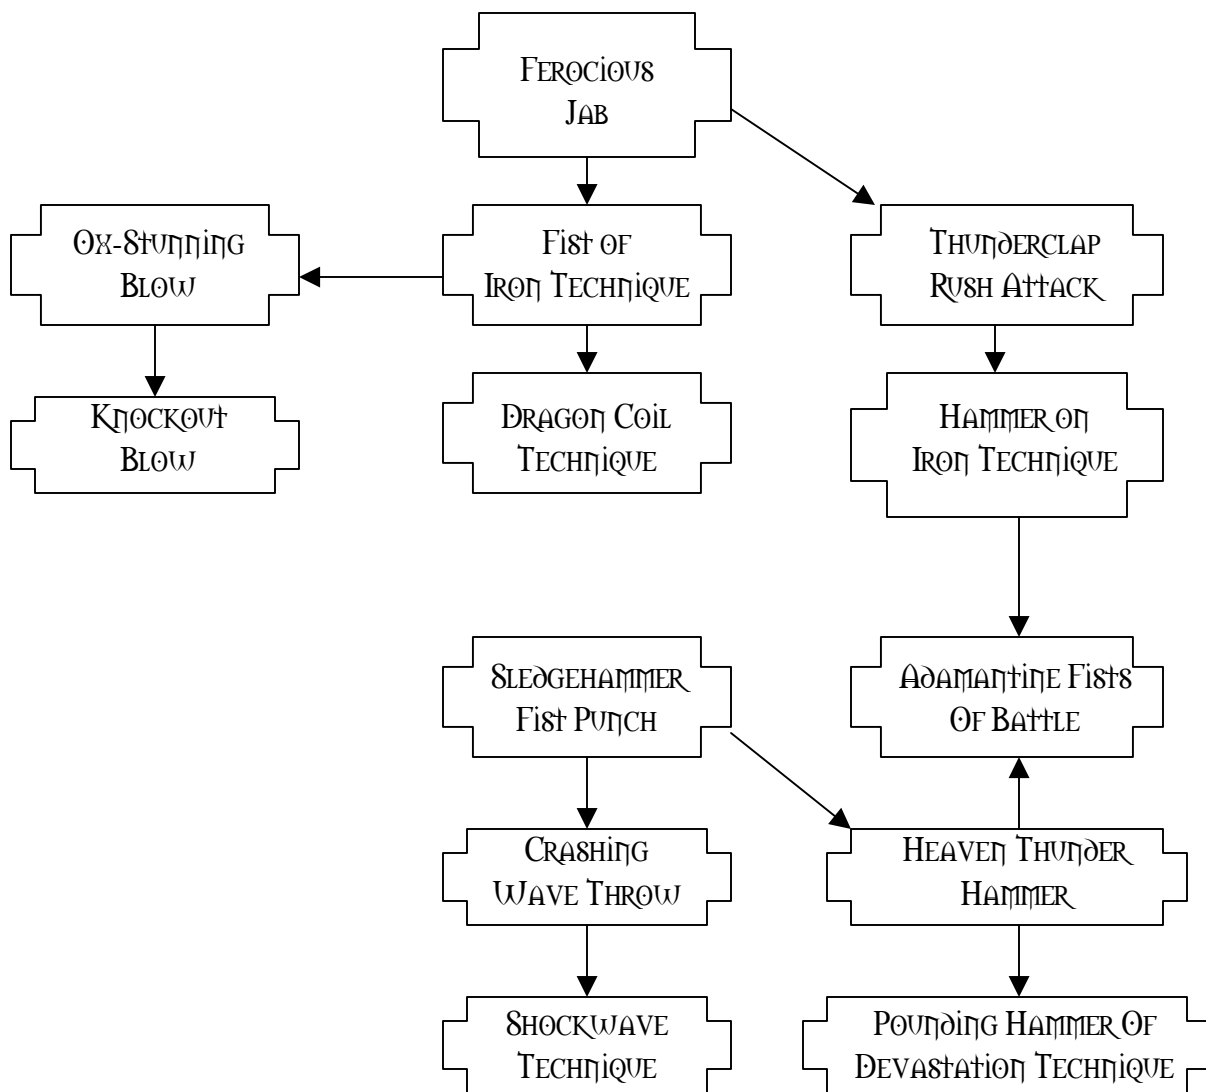 Ferocious
Jab
Ox-Stunning
Blow
Fist of
Iron Technique
Thunderclap
Rush Attack
Knockout
Blow
Dragon Coil
Technique
Hammer on
Iron Technique
Sledgehammer
Fist Punch
Adamantine Fists
Of Battle
Crashing
Wave Throw
Heaven Thunder
Hammer
Shockwave
Technique
Pounding Hammer Of
Devastation Technique